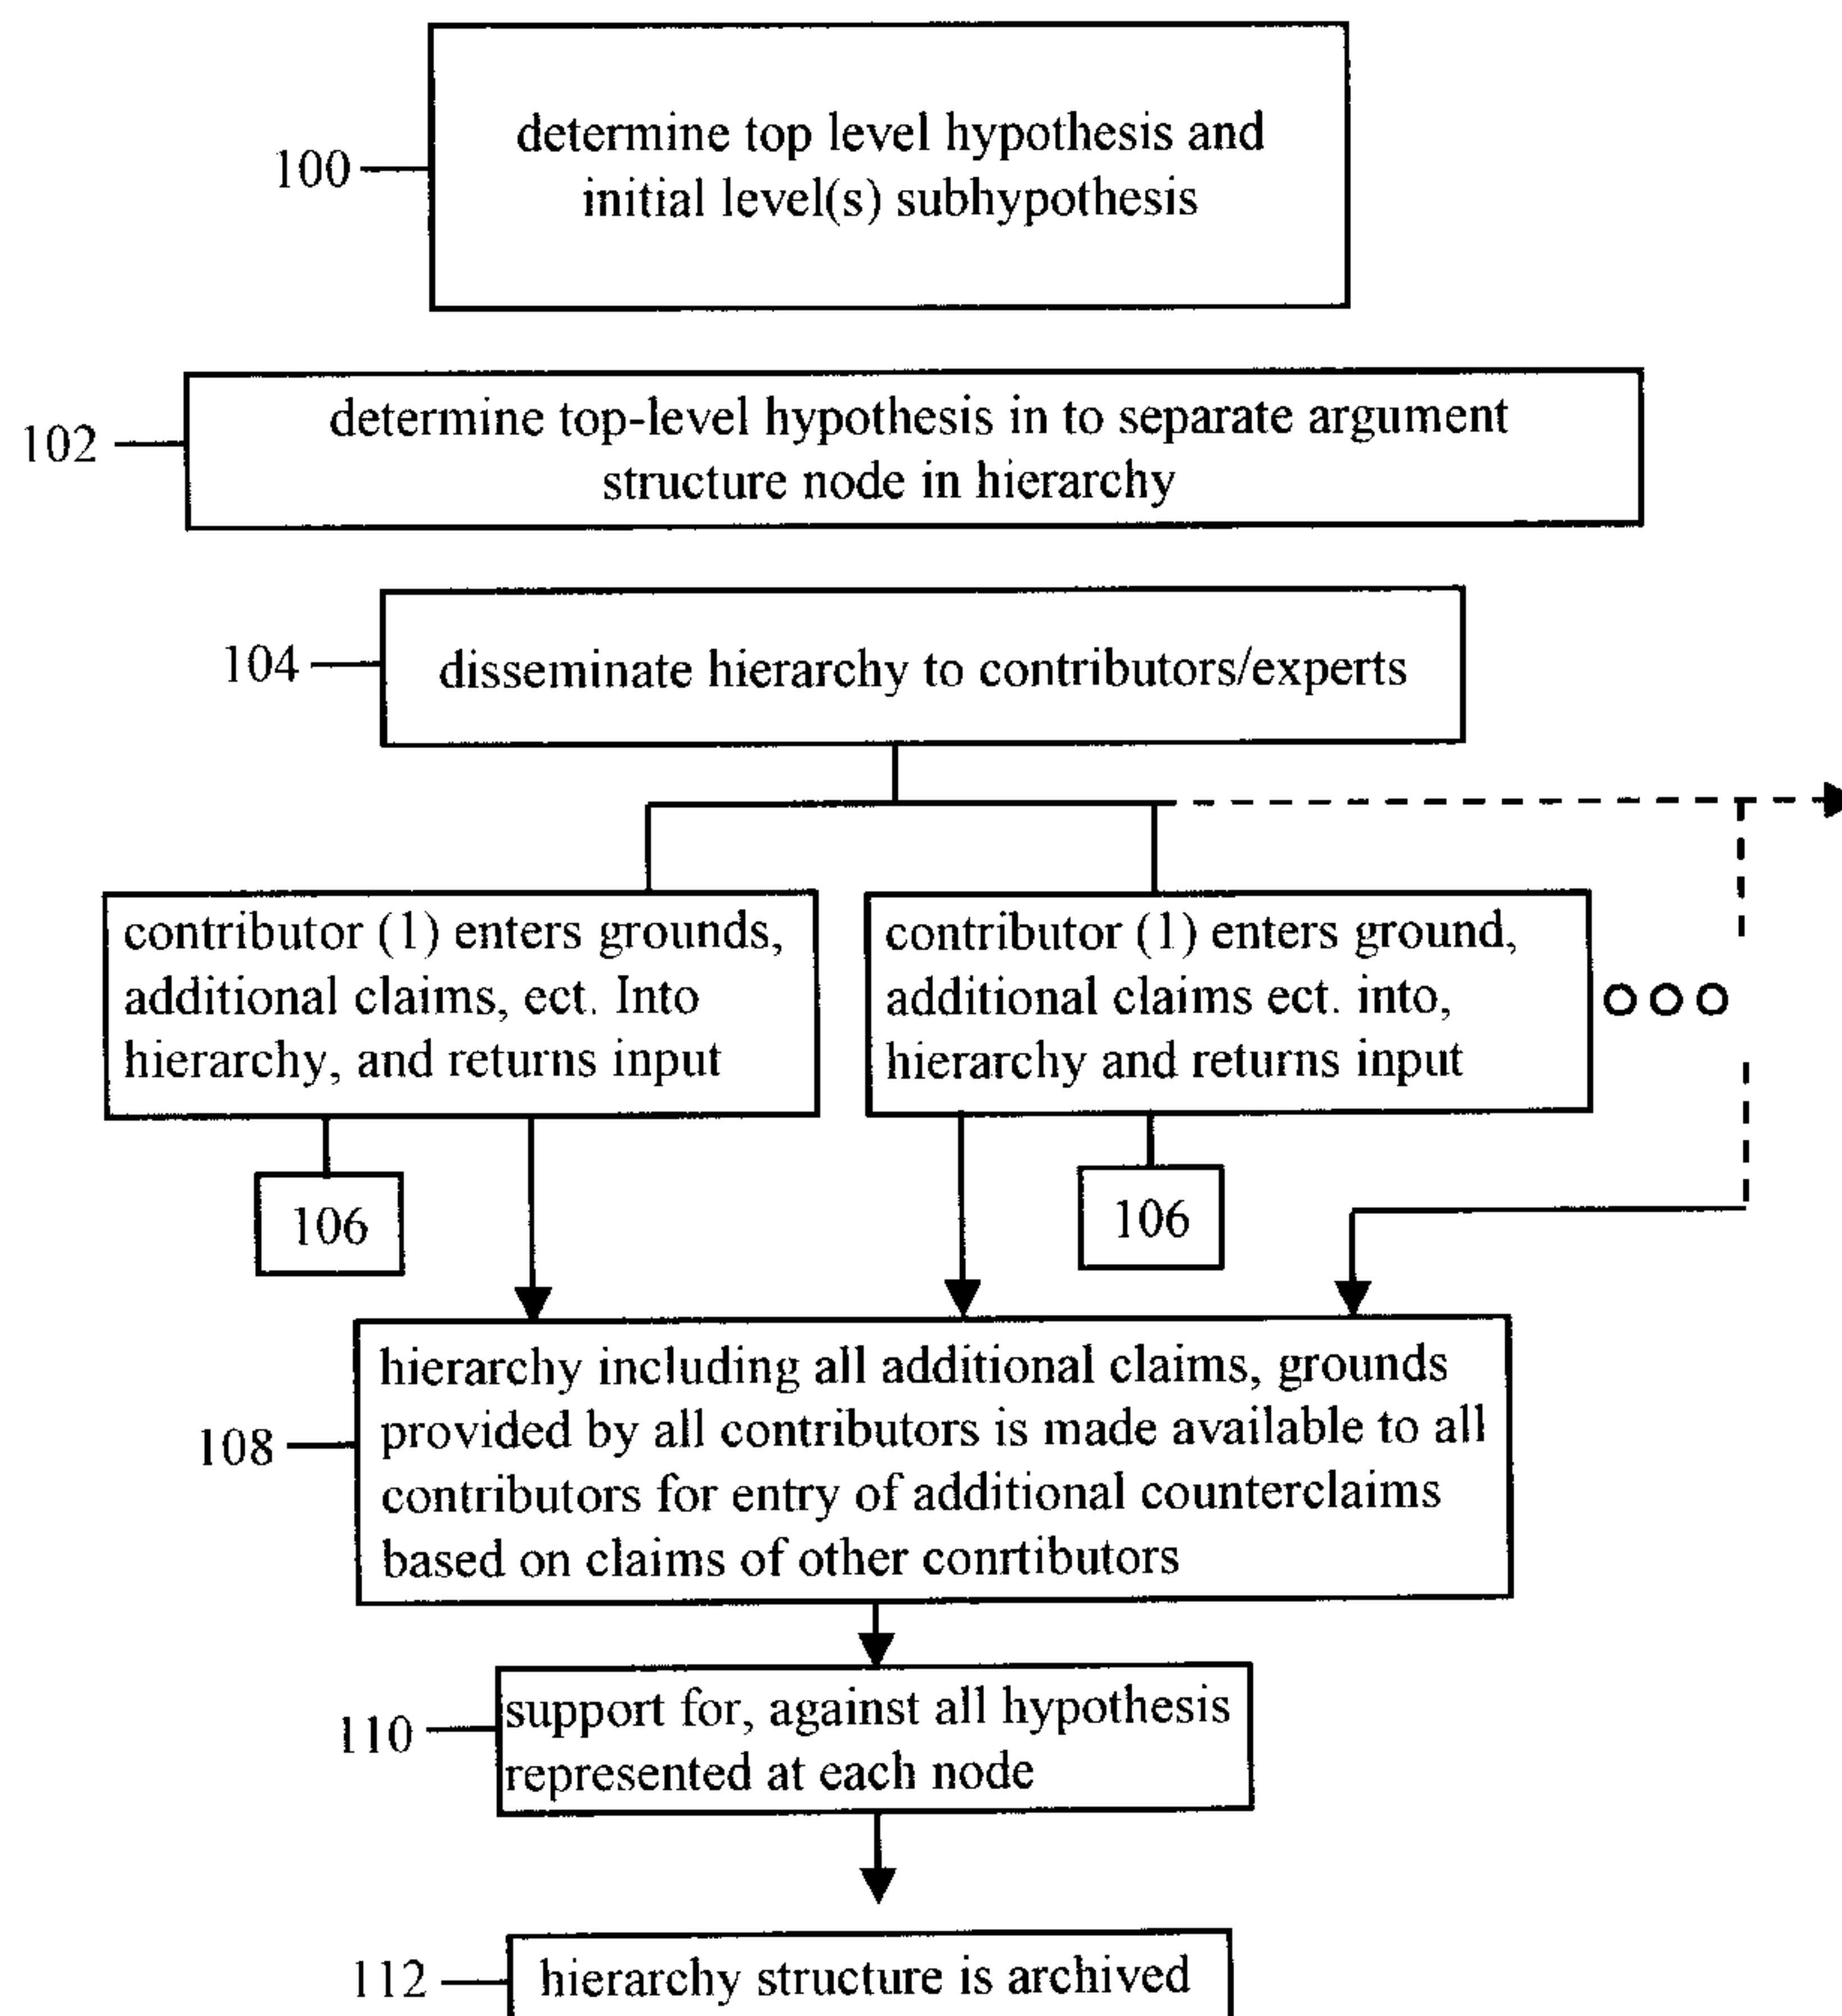 100
determine top level hypothesis and
initial level(s) subhypothesis
102
determine top-level hypothesis in to separate argument
structure node in hierarchy
104
disseminate hierarchy to contributors/experts
contributor (1) enters grounds,
additional claims, ect. Into
hierarchy, and returns input
contributor (1) enters ground,
additional claims ect. into,
hierarchy and returns input
106
106
108
hierarchy including all additional claims, grounds
provided by all contributors is made available to all
contributors for entry of additional counterclaims
based on claims of other conrtibutors
110
support for, against all hypothesis
represented at each node
112
hierarchy structure is archived